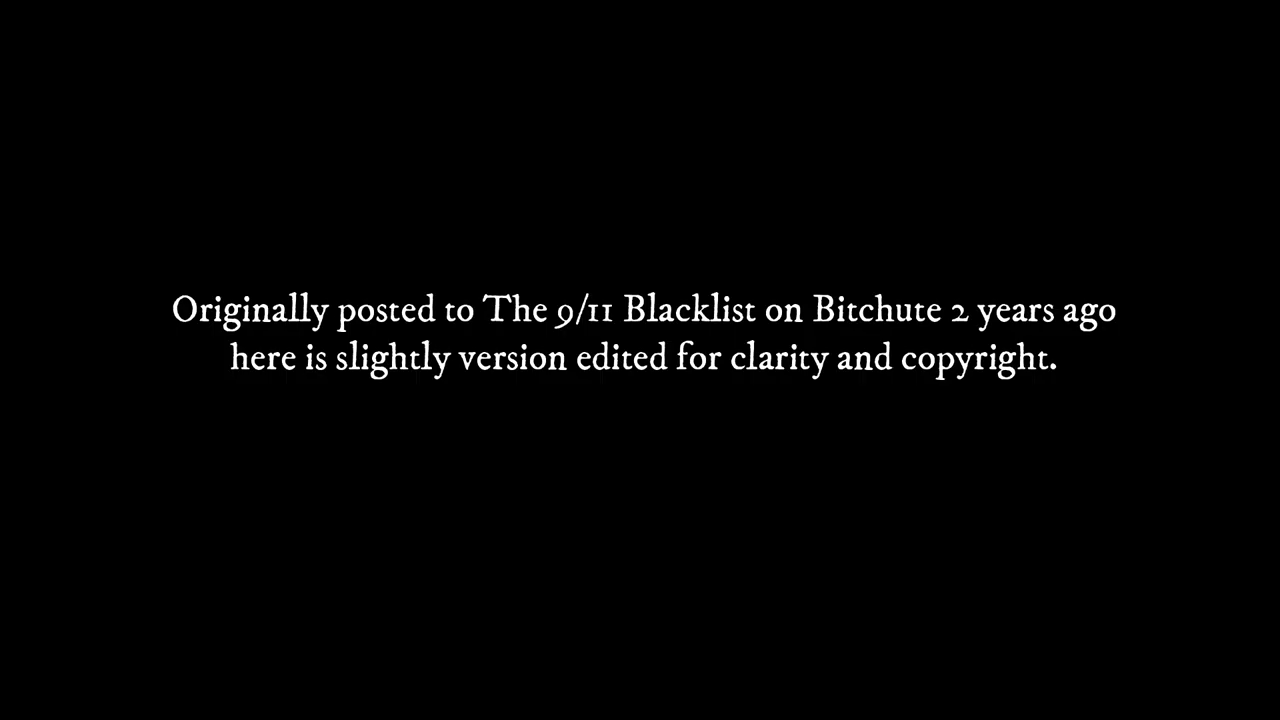 Originally posted to The 9/11 Blacklist on Bitchute 2 years ago
here is slightly version edited for clarity and copyright.